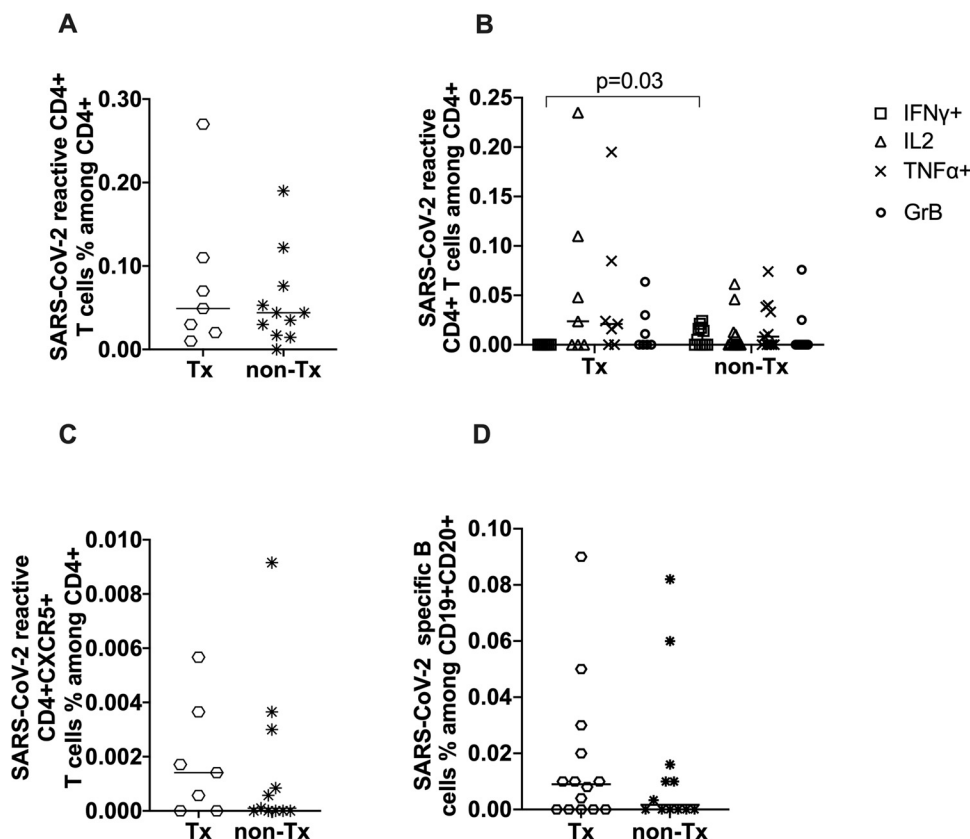 A
SARS-CoV-2 reactive CD4+
T cells % among CD4+
0.30
0.20
0.10
0.00
Tx
non-Tx
B
SARS-CoV-2 reactive
CD4+ T cells among CD4+
p=0.03
0.25
0.20
0.15
0.10
0.05
0.00
Tx
non-Tx
IFNγ+
IL2
TNFα+
GrB
C
SARS-CoV-2 reactive
CD4+CXCR5+
T cells % among CD4+
0.010
0.008
0.006
0.004
0.002
0.000
Tx
non-Tx
D
SARS-CoV-2 specific B
cells % among CD19+CD20+
0.10
0.08
0.06
0.04
0.02
0.00
Tx
non-Tx